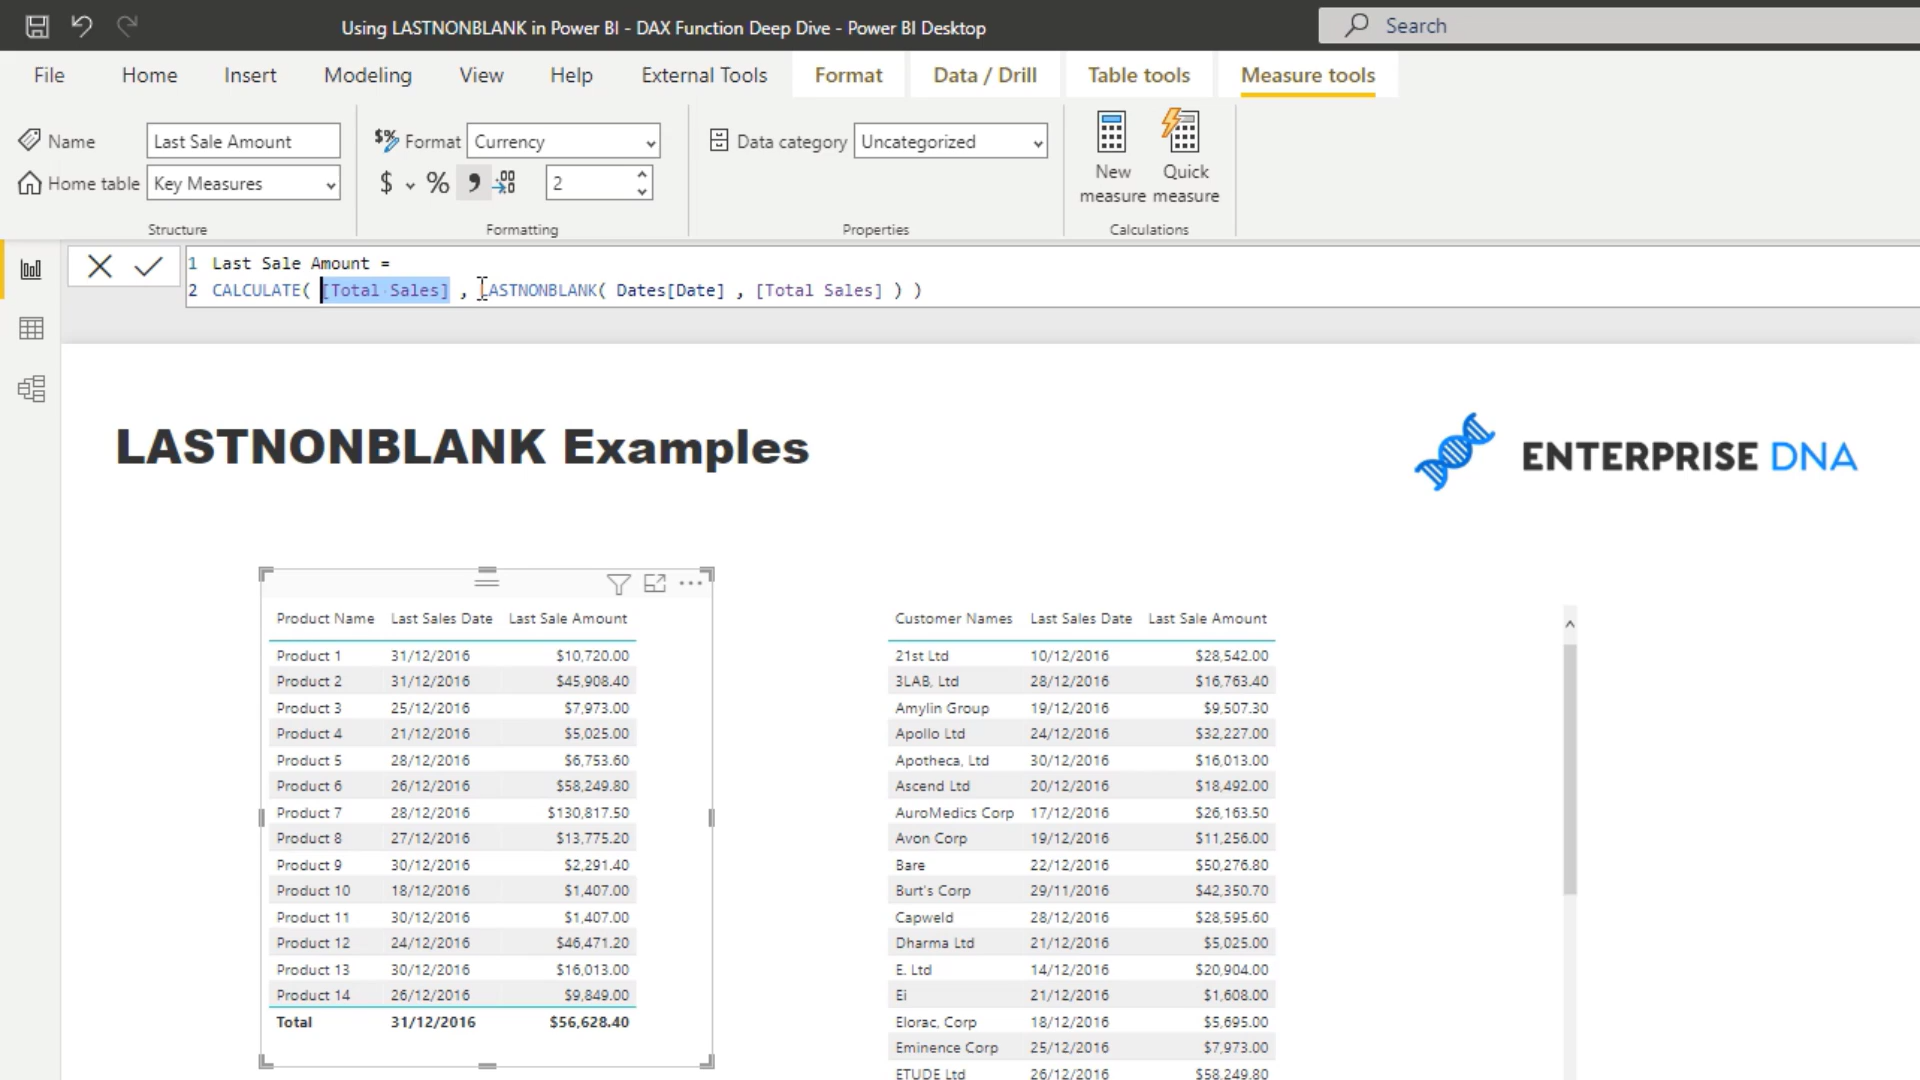 Using LASTNONBLANK in Power BI - DAX Function Deep Dive - Power BI Desktop
Search
File Home Insert Modeling View Help External Tools Format Data / Drill Table tools Measure tools
Name Last Sale Amount Format Currency Data category Uncategorized
Home table Key Measures $ % 2
New measure Quick measure
Structure Formatting Properties Calculations
1 Last Sale Amount =
2 CALCULATE( [Total Sales] , LASTNONBLANK( Dates[Date] , [Total Sales] ) )
LASTNONBLANK Examples
ENTERPRISE DNA
Product Name Last Sales Date Last Sale Amount
Product 1 31/12/2016 $10,720.00
Product 2 31/12/2016 $45,908.40
Product 3 25/12/2016 $7,973.00
Product 4 21/12/2016 $5,025.00
Product 5 28/12/2016 $6,753.60
Product 6 26/12/2016 $58,249.80
Product 7 28/12/2016 $130,817.50
Product 8 27/12/2016 $13,775.20
Product 9 30/12/2016 $2,291.40
Product 10 18/12/2016 $1,407.00
Product 11 30/12/2016 $1,407.00
Product 12 24/12/2016 $46,471.20
Product 13 30/12/2016 $16,013.00
Product 14 26/12/2016 $9,849.00
Total 31/12/2016 $56,628.40
Customer Names Last Sales Date Last Sale Amount
21st Ltd 10/12/2016 $28,542.00
3LAB, Ltd 28/12/2016 $16,763.40
Amylin Group 19/12/2016 $9,507.30
Apollo Ltd 24/12/2016 $32,227.00
Apotheca, Ltd 30/12/2016 $16,013.00
Ascend Ltd 20/12/2016 $18,492.00
AuroMedics Corp 17/12/2016 $26,163.50
Avon Corp 19/12/2016 $11,256.00
Bare 22/12/2016 $50,276.80
Burt's Corp 29/11/2016 $42,350.70
Capweld 28/12/2016 $28,595.60
Dharma Ltd 21/12/2016 $5,025.00
E. Ltd 14/12/2016 $20,904.00
Ei 21/12/2016 $1,608.00
Elorac, Corp 18/12/2016 $5,695.00
Eminence Corp 25/12/2016 $7,973.00
ETUDE Ltd 26/12/2016 $58,249.80